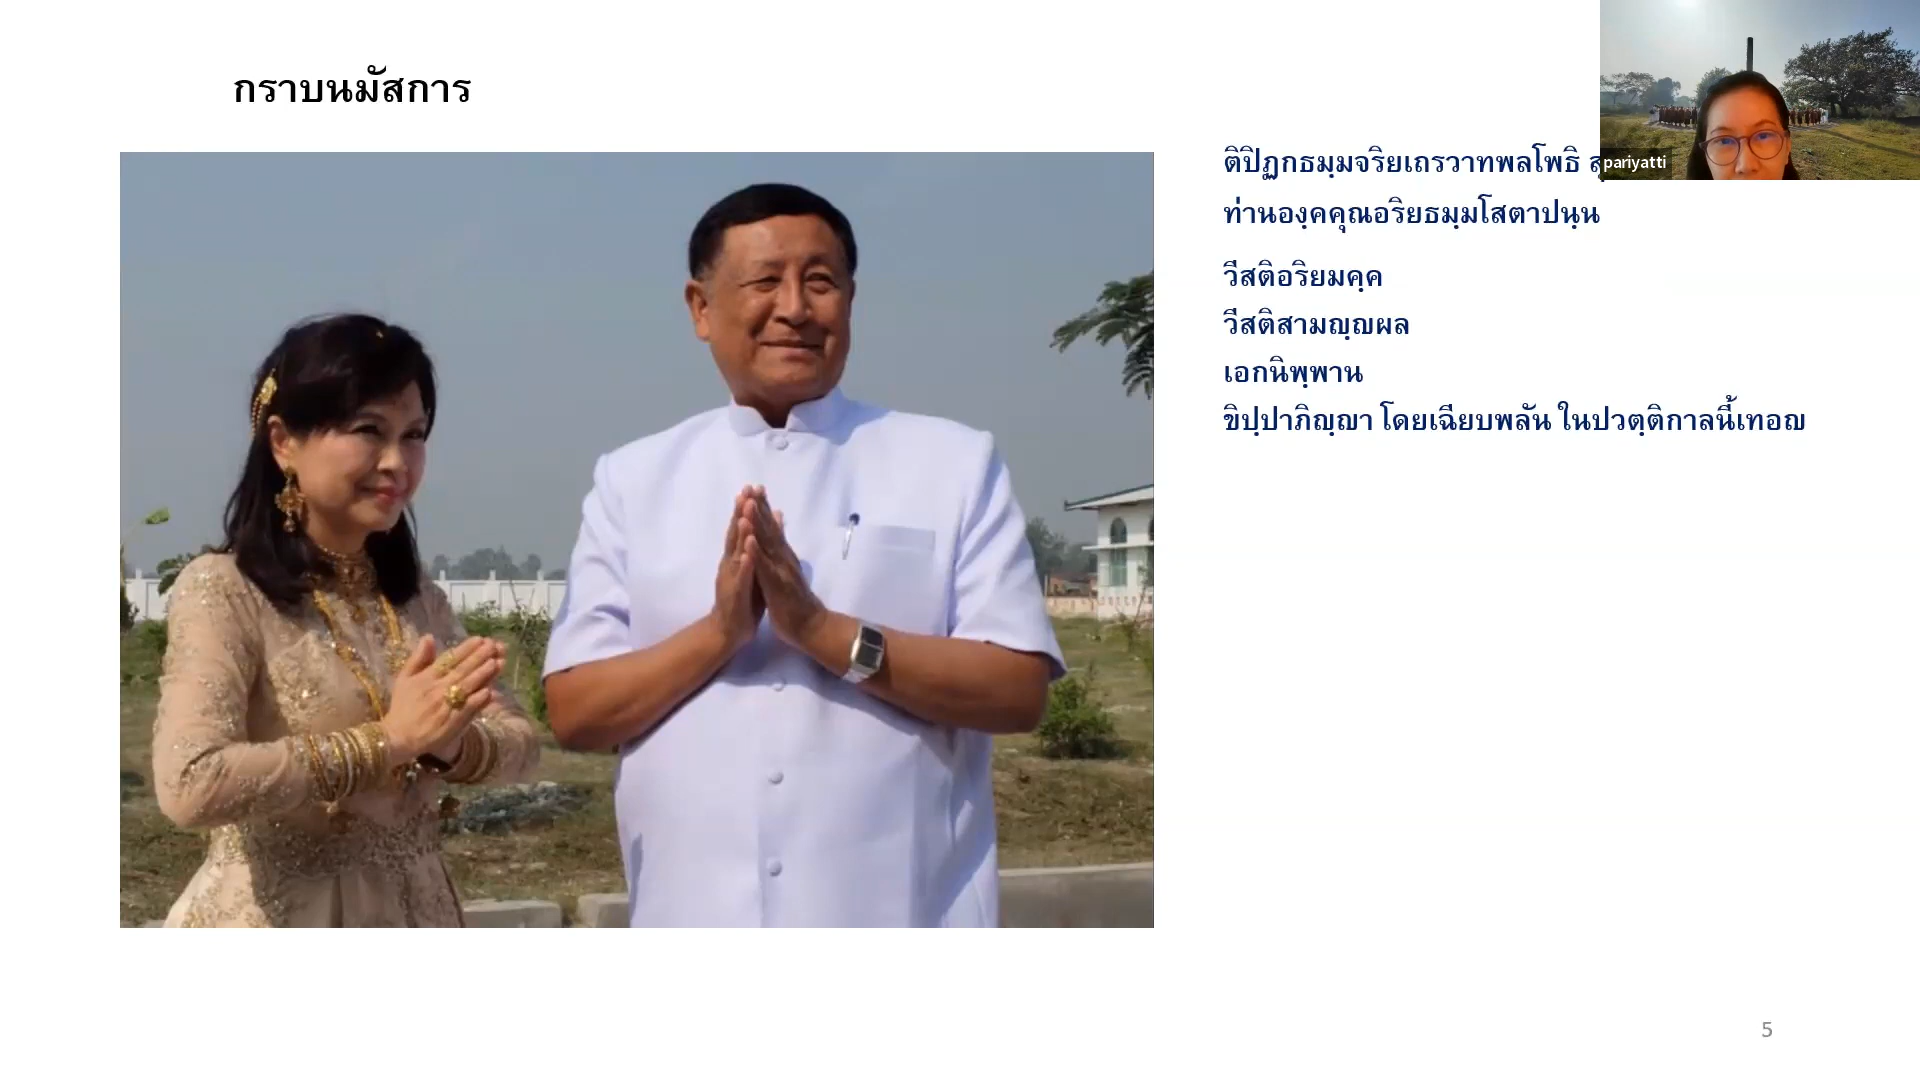 กราบนมัสการ
ติปิฏกธมฺมจริยเถรวาทพลโพธิ
pariyatti
ท่านองฺคคุณอริยธมฺมโสตาปนฺน
วีสติอริยมคฺค
วีสติสามญฺญผล
เอกนิพฺพาน
ขิปฺปาภิญฺญา โดยเฉียบพลัน ในปวตฺติกาลนี้เทอญ
5